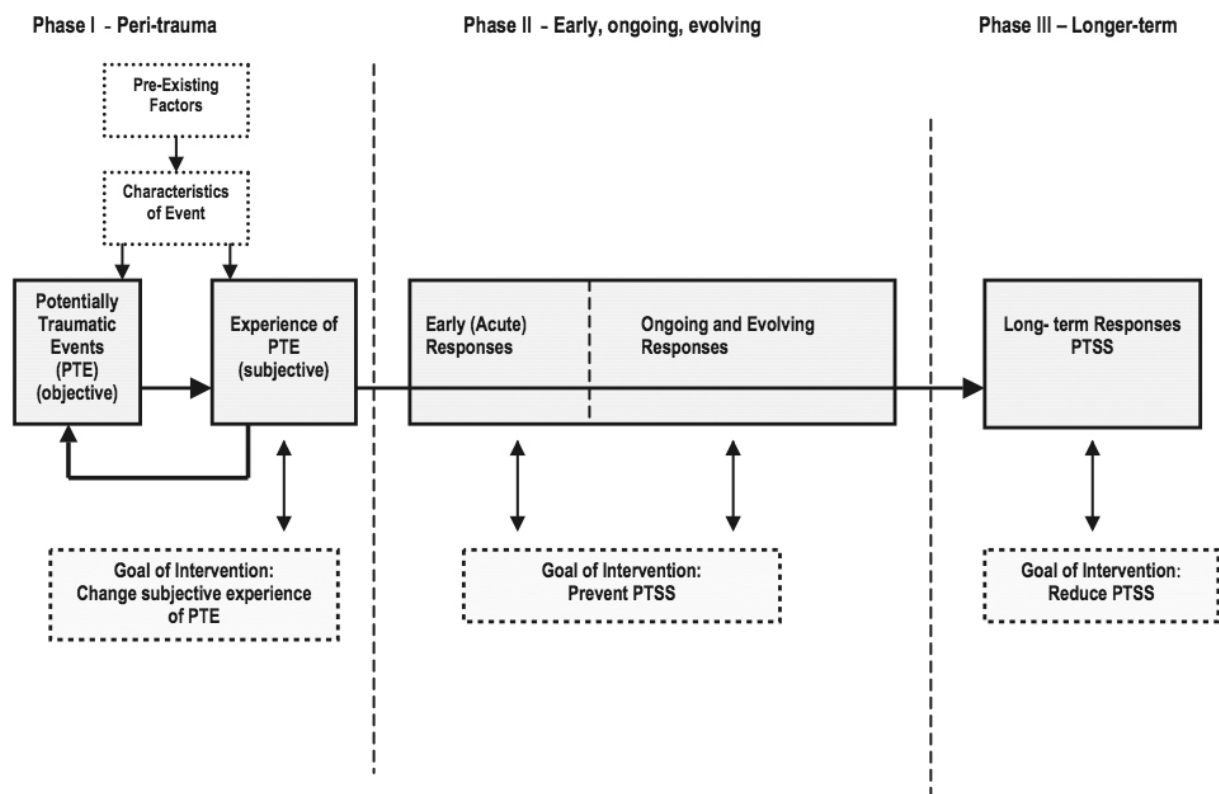 Phase I - Peri-trauma
Phase II - Early, ongoing, evolving
Phase III – Longer-term
Pre-Existing
Factors
Characteristics
of Event
Potentially
Traumatic
Events
(PTE)
(objective)
Experience of
PTE
(subjective)
Early (Acute)
Responses
Ongoing and Evolving
Responses
Long- term Responses
PTSS
Goal of Intervention:
Change subjective experience
of PTE
Goal of Intervention:
Prevent PTSS
Goal of Intervention:
Reduce PTSS